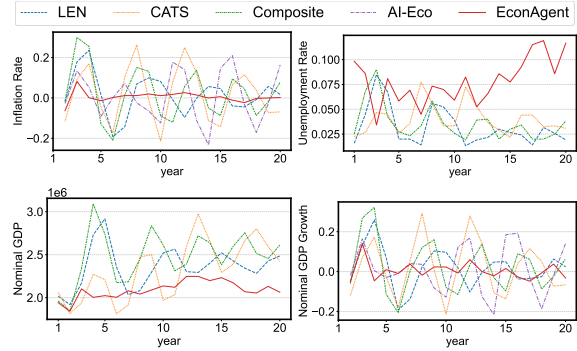 LEN CATS Composite AI-Eco EconAgent
Inflation Rate
0.2
0.0
−0.2
1 5 10 15 20
year
Unemployment Rate
0.100
0.075
0.050
0.025
1 5 10 15 20
year
1e6
Nominal GDP
3.0
2.5
2.0
1 5 10 15 20
year
Nominal GDP Growth
0.2
0.0
−0.2
1 5 10 15 20
year